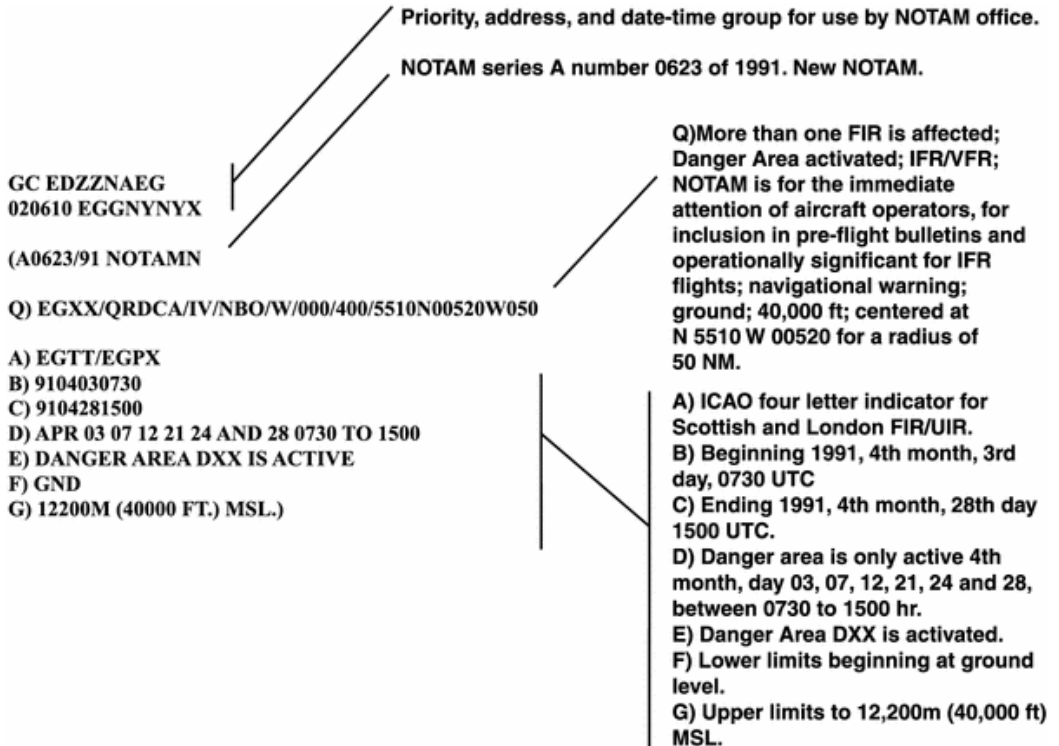 Priority, address, and date-time group for use by NOTAM office.
NOTAM series A number 0623 of 1991. New NOTAM.
GC EDZZNAEG
020610 EGGNYNYX
(A0623/91 NOTAMN
Q) EGXX/QRDCA/IV/NBO/W/000/400/5510N00520W050
A) EGTT/EGPX
B) 9104030730
C) 9104281500
D) APR 03 07 12 21 24 AND 28 0730 TO 1500
E) DANGER AREA DXX IS ACTIVE
F) GND
G) 12200M (40000 FT.) MSL.)
Q)More than one FIR is affected;
Danger Area activated; IFR/VFR;
NOTAM is for the immediate
attention of aircraft operators, for
inclusion in pre-flight bulletins and
operationally significant for IFR
flights; navigational warning;
ground; 40,000 ft; centered at
N 5510 W 00520 for a radius of
50 NM.
A) ICAO four letter indicator for
Scottish and London FIR/UIR.
B) Beginning 1991, 4th month, 3rd
day, 0730 UTC
C) Ending 1991, 4th month, 28th day
1500 UTC.
D) Danger area is only active 4th
month, day 03, 07, 12, 21, 24 and 28,
between 0730 to 1500 hr.
E) Danger Area DXX is activated.
F) Lower limits beginning at ground
level.
G) Upper limits to 12,200m (40,000 ft)
MSL.